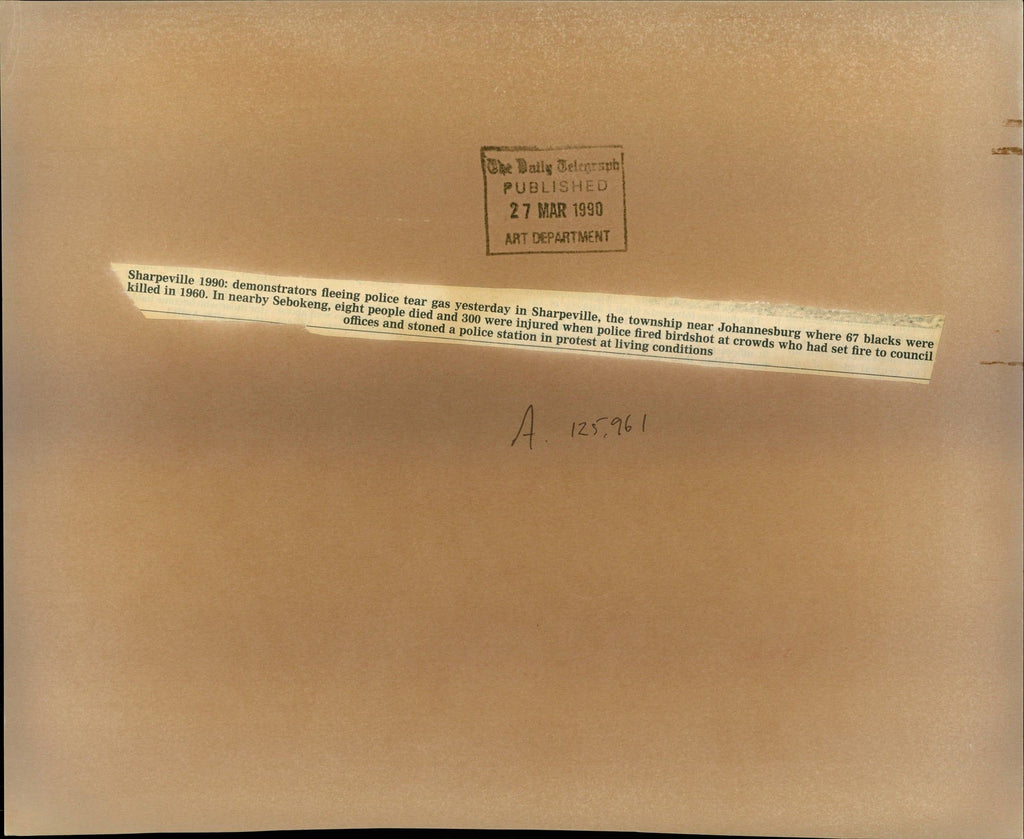 The Daily Telegraph
PUBLISHED
27 MAR 1990
ART DEPARTMENT
Sharpeville 1990: demonstrators fleeing police tear gas yesterday in Sharpeville, the township near Johannesburg where 67 blacks were
killed in 1960. In nearby Sebokeng, eight people died and 300 were injured when police fired birdshot at crowds who had set fire to council
offices and stoned a police station in protest at living conditions
A. 125,961